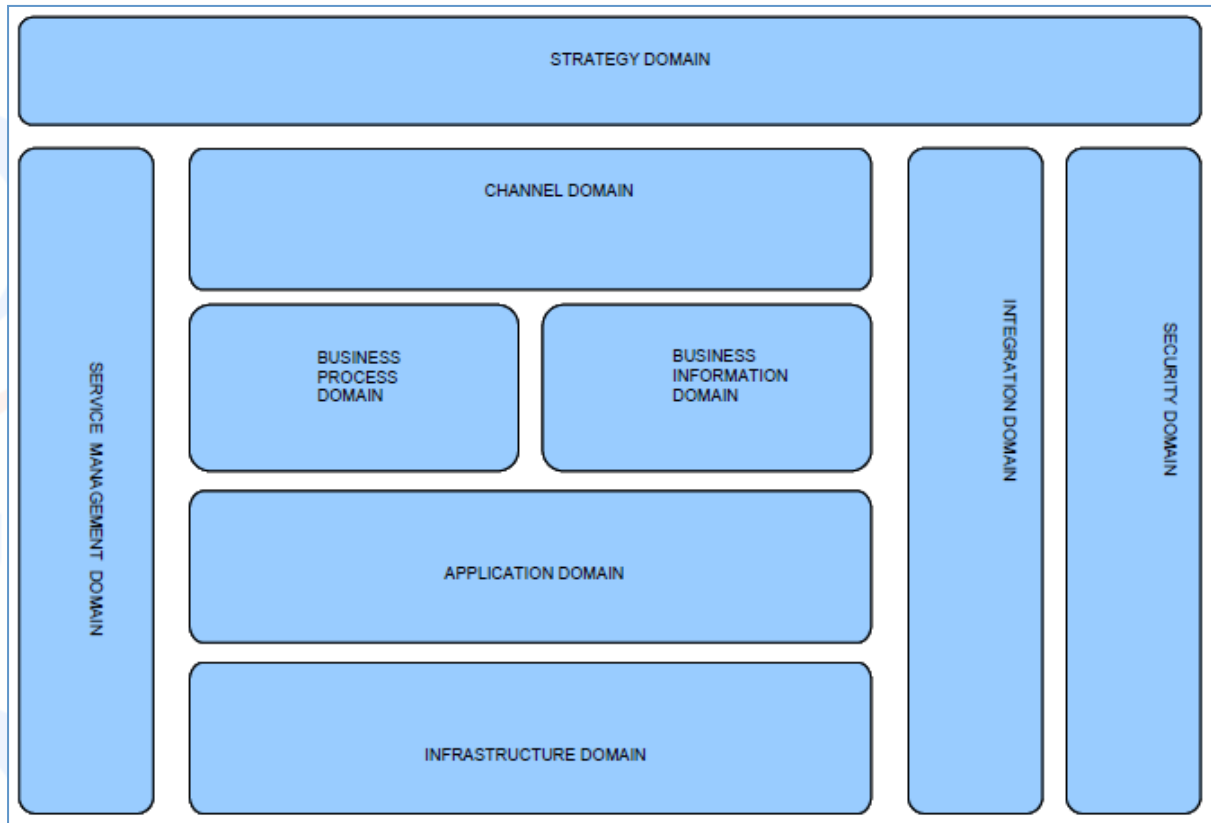 STRATEGY DOMAIN
CHANNEL DOMAIN
BUSINESS
PROCESS
DOMAIN
BUSINESS
INFORMATION
DOMAIN
APPLICATION DOMAIN
INFRASTRUCTURE DOMAIN
SERVICE MANAGEMENT DOMAIN
INTEGRATION DOMAIN
SECURITY DOMAIN